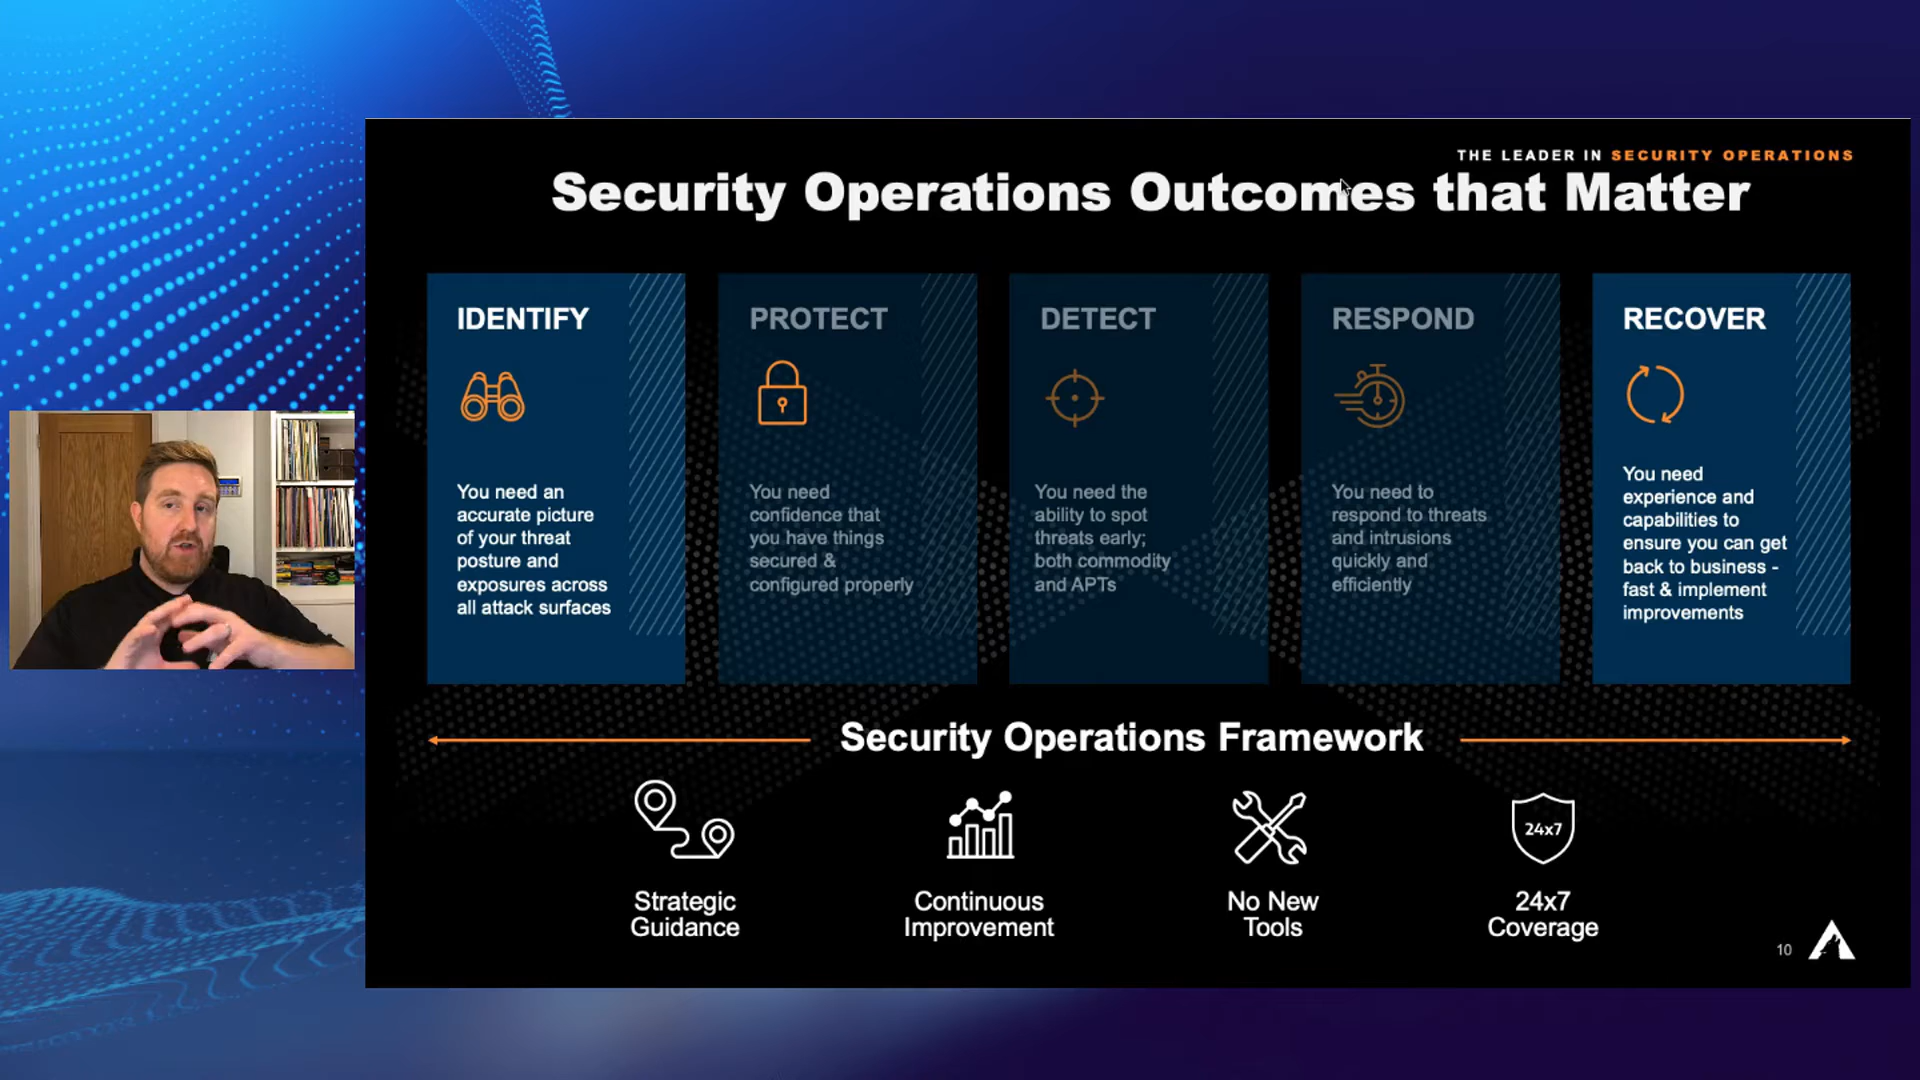 THE LEADER IN SECURITY OPERATIONS
Security Operations Outcomes that Matter
IDENTIFY
You need an
accurate picture
of your threat
posture and
exposures across
all attack surfaces
PROTECT
You need
confidence that
you have things
secured &
configured properly
DETECT
You need the
ability to spot
threats early;
both commodity
and APTs
RESPOND
You need to
respond to threats
and intrusions
quickly and
efficiently
RECOVER
You need
experience and
capabilities to
ensure you can get
back to business -
fast & implement
improvements
Security Operations Framework
Strategic
Guidance
Continuous
Improvement
No New
Tools
24x7
24x7
Coverage
10